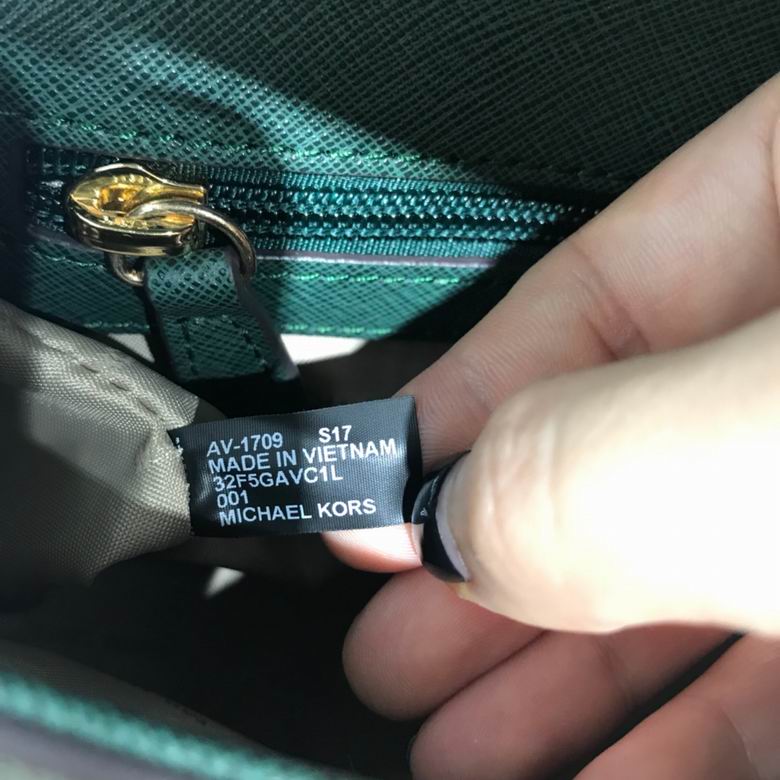 AV-1709 S17
MADE IN VIETNAM
32F5GAVC1L
001
MICHAEL KORS